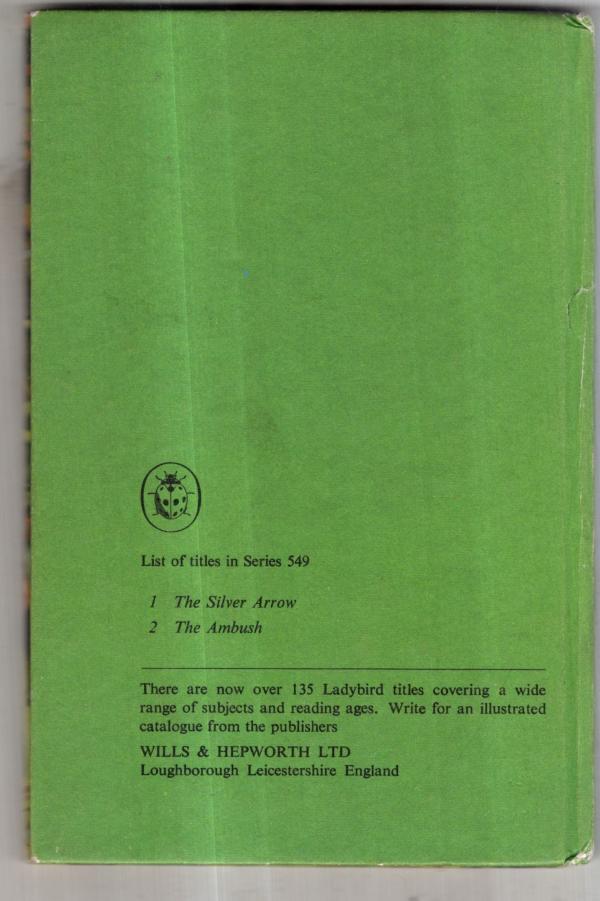 List of titles in Series 549
1 The Silver Arrow
2 The Ambush
There are now over 135 Ladybird titles covering a wide
range of subjects and reading ages. Write for an illustrated
catalogue from the publishers
WILLS & HEPWORTH LTD
Loughborough Leicestershire England